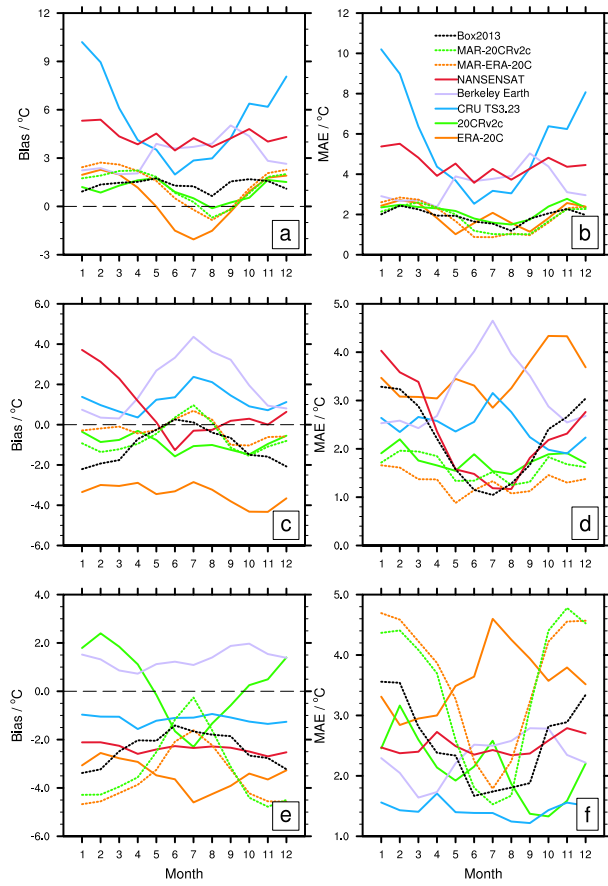 Bias / °C
12
9
6
3
0
-3
1 2 3 4 5 6 7 8 9 10 11 12
a
MAE / °C
12
10
8
6
4
2
0
Box2013
MAR-20CRv2c
MAR-ERA-20C
NANSENSAT
Berkeley Earth
CRU TS3.23
20CRv2c
ERA-20C
1 2 3 4 5 6 7 8 9 10 11 12
b
Bias / °C
6.0
4.0
2.0
0.0
-2.0
-4.0
-6.0
1 2 3 4 5 6 7 8 9 10 11 12
c
MAE / °C
5.0
4.0
3.0
2.0
1.0
0.0
1 2 3 4 5 6 7 8 9 10 11 12
d
Bias / °C
4.0
2.0
0.0
-2.0
-4.0
-6.0
1 2 3 4 5 6 7 8 9 10 11 12
Month
e
MAE / °C
5.0
4.0
3.0
2.0
1.0
1 2 3 4 5 6 7 8 9 10 11 12
Month
f